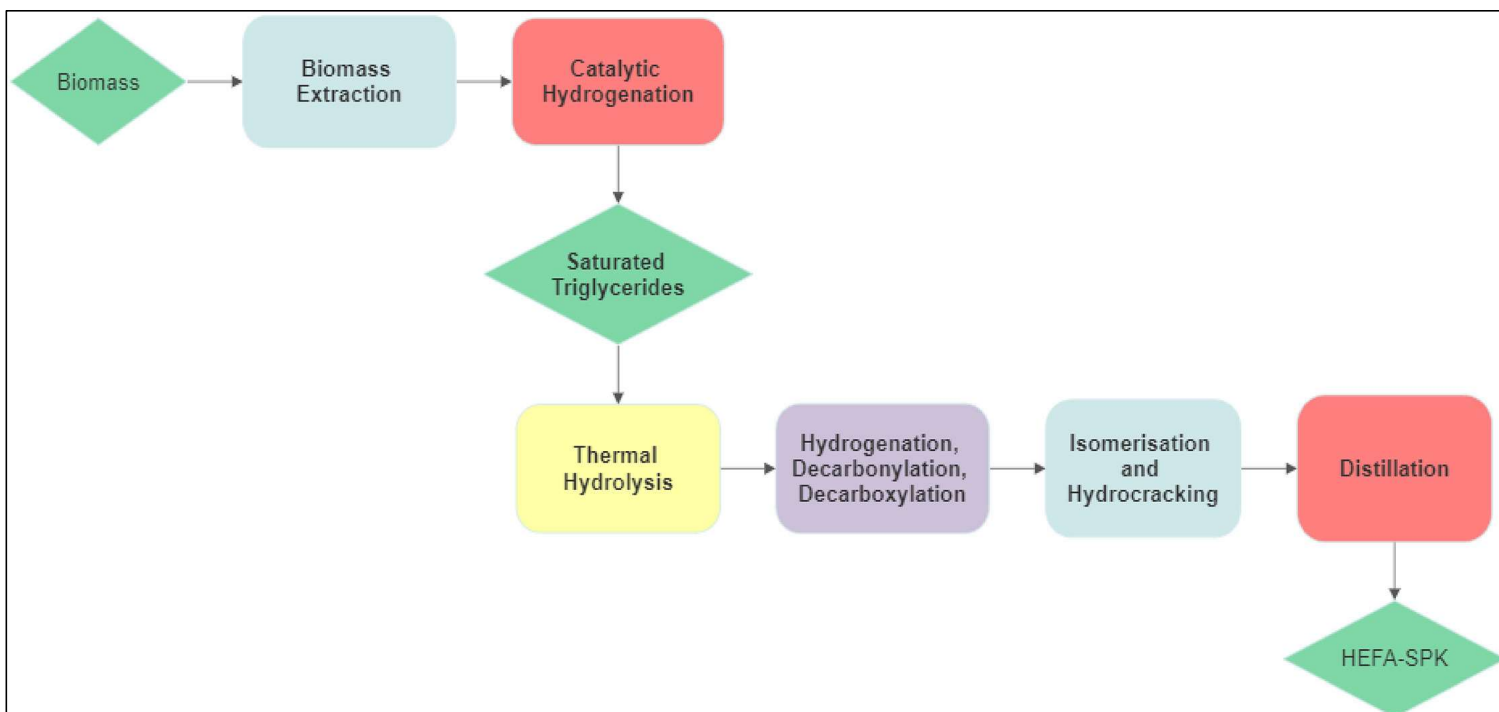 Biomass
Biomass
Extraction
Catalytic
Hydrogenation
Saturated
Triglycerides
Thermal
Hydrolysis
Hydrogenation,
Decarbonylation,
Decarboxylation
Isomerisation
and
Hydrocracking
Distillation
HEFA-SPK